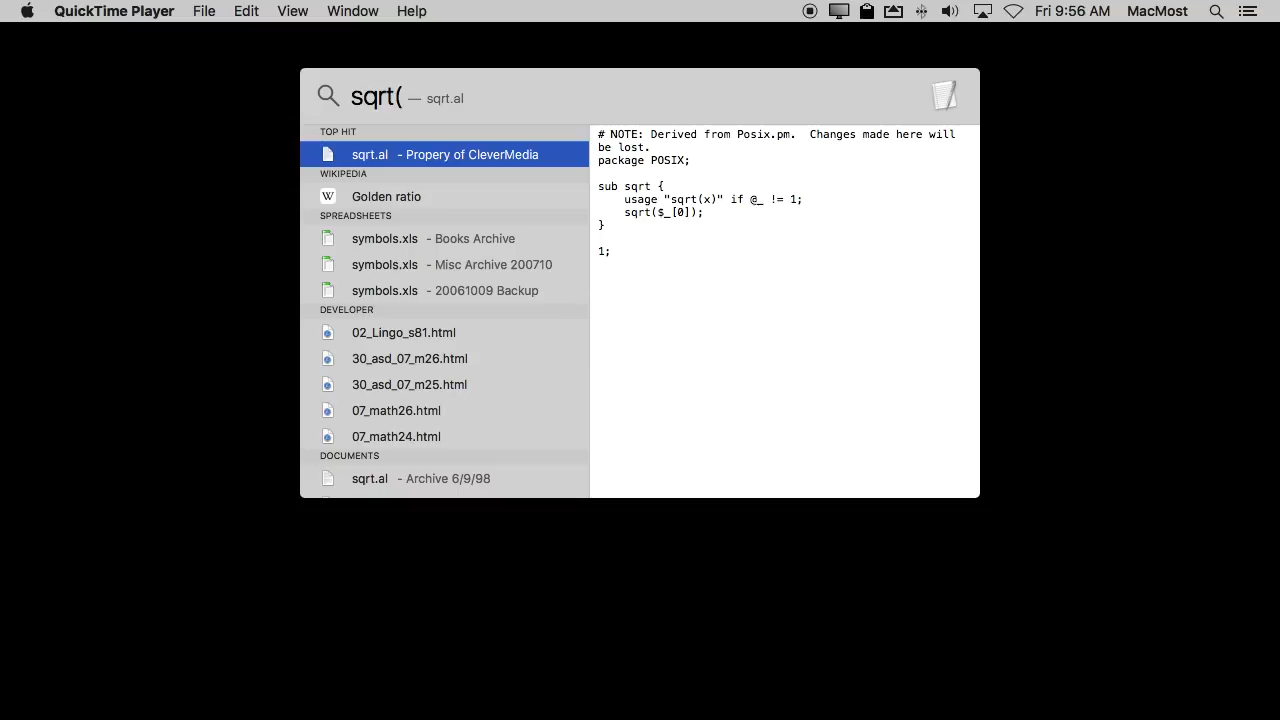 QuickTime Player File Edit View Window Help Fri 9:56 AM MacMost
sqrt( — sqrt.al
TOP HIT
sqrt.al - Propery of CleverMedia
WIKIPEDIA
W Golden ratio
SPREADSHEETS
symbols.xls - Books Archive
symbols.xls - Misc Archive 200710
symbols.xls - 20061009 Backup
DEVELOPER
02_Lingo_s81.html
30_asd_07_m26.html
30_asd_07_m25.html
07_math26.html
07_math24.html
DOCUMENTS
sqrt.al - Archive 6/9/98
# NOTE: Derived from Posix.pm.  Changes made here will
be lost.
package POSIX;
sub sqrt {
    usage "sqrt(x)" if @_ != 1;
    sqrt($_[0]);
}
1;